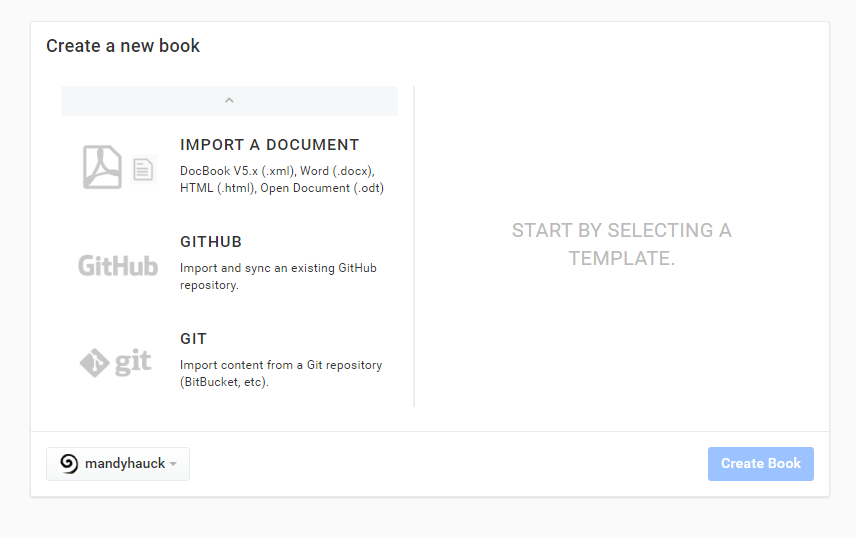 Create a new book
IMPORT A DOCUMENT
DocBook V5.x (.xml), Word (.docx),
HTML (.html), Open Document (.odt)
GitHub
GITHUB
Import and sync an existing GitHub
repository.
git
GIT
Import content from a Git repository
(BitBucket, etc).
START BY SELECTING A
TEMPLATE.
mandyhauck
Create Book